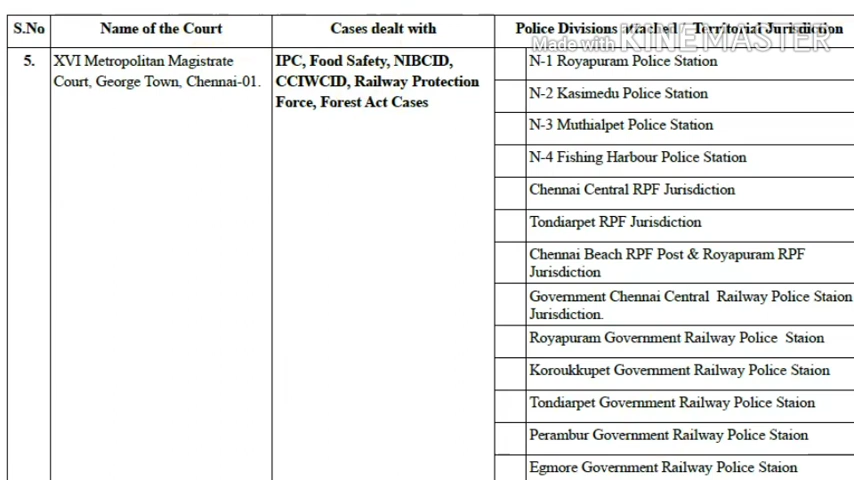 S.No Name of the Court Cases dealt with Police Divisions attached / Territorial Jurisdiction
Made with KINEMASTER
5. XVI Metropolitan Magistrate
Court, George Town, Chennai-01.
IPC, Food Safety, NIBCID,
CCIWCID, Railway Protection
Force, Forest Act Cases
N-1 Royapuram Police Station
N-2 Kasimedu Police Station
N-3 Muthialpet Police Station
N-4 Fishing Harbour Police Station
Chennai Central RPF Jurisdiction
Tondiarpet RPF Jurisdiction
Chennai Beach RPF Post & Royapuram RPF
Jurisdiction
Government Chennai Central Railway Police Staion
Jurisdiction.
Royapuram Government Railway Police Staion
Koroukkupet Government Railway Police Staion
Tondiarpet Government Railway Police Staion
Perambur Government Railway Police Staion
Egmore Government Railway Police Staion